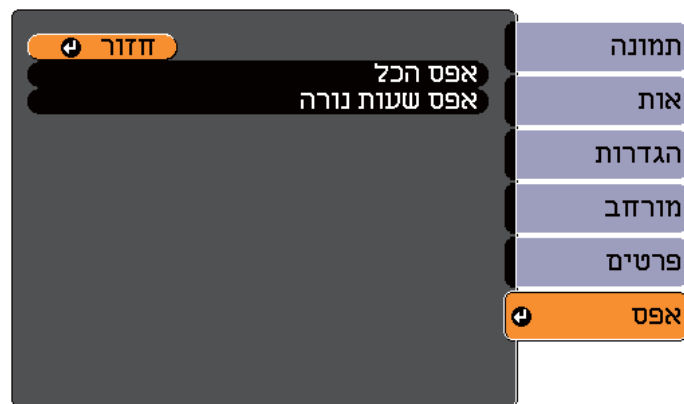 תמונה
אות
הגדרות
מורחב
פרטים
אפס
חזור
אפס הכל
אפס שעות נורה